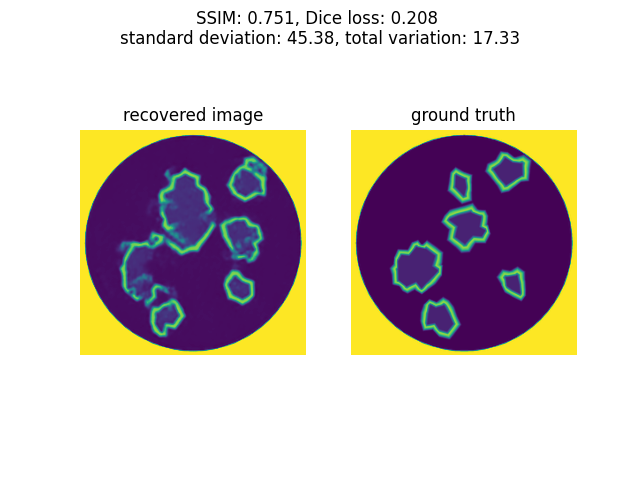 SSIM: 0.751, Dice loss: 0.208
standard deviation: 45.38, total variation: 17.33
recovered image
ground truth